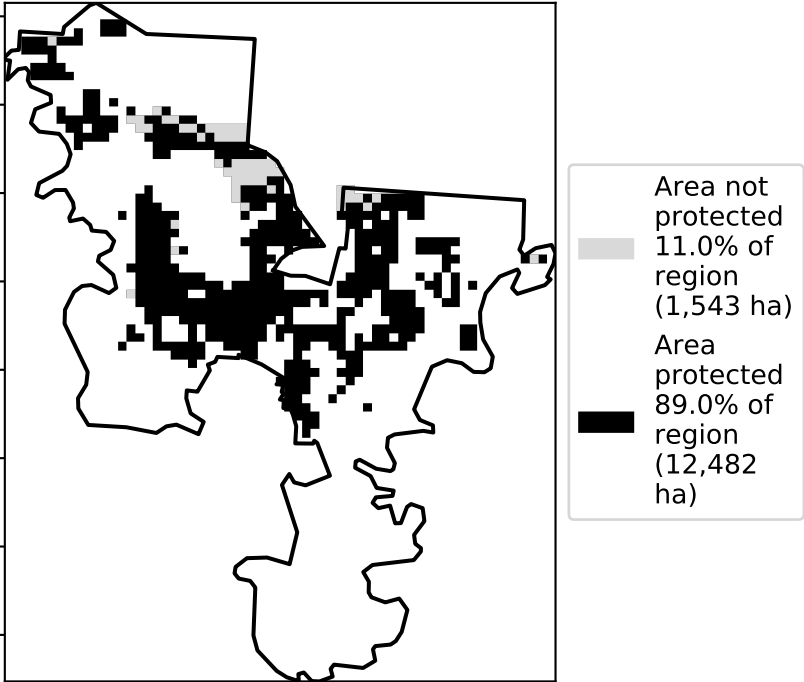 Area not
protected
11.0% of
region
(1,543 ha)
Area
protected
89.0% of
region
(12,482
ha)